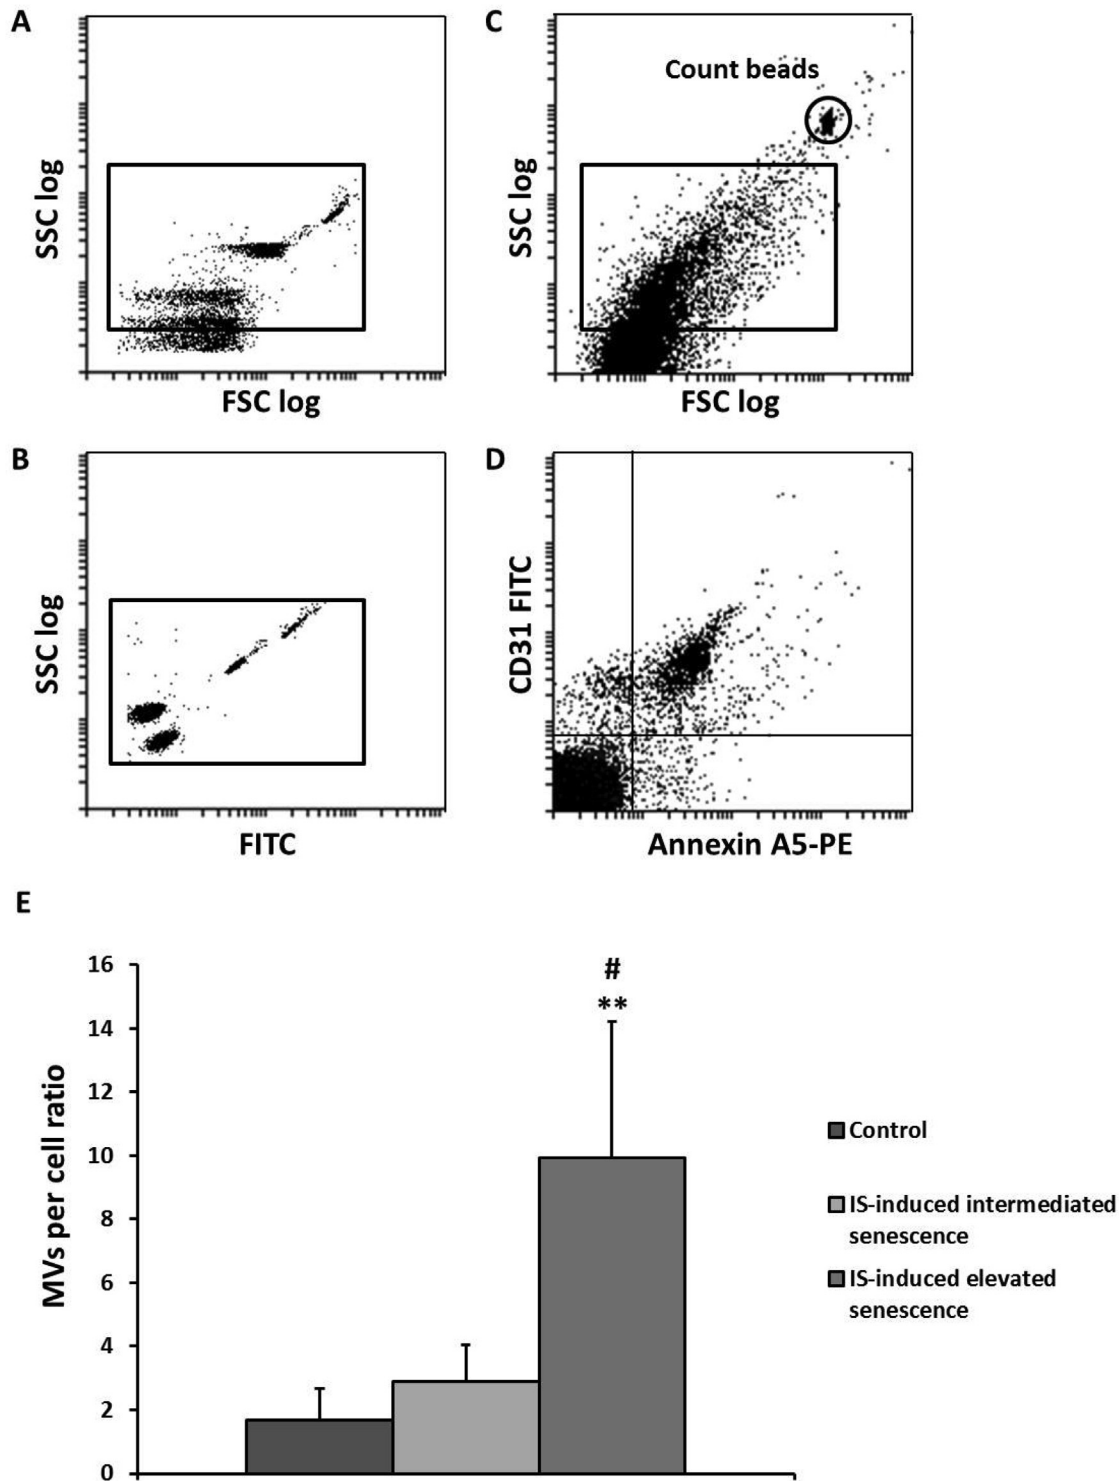 A
SSC log
FSC log
C
Count beads
SSC log
FSC log
B
SSC log
FITC
D
CD31 FITC
Annexin A5-PE
E
MVs per cell ratio
16
14
12
10
8
6
4
2
0
#
**
Control
IS-induced intermediated
senescence
IS-induced elevated
senescence